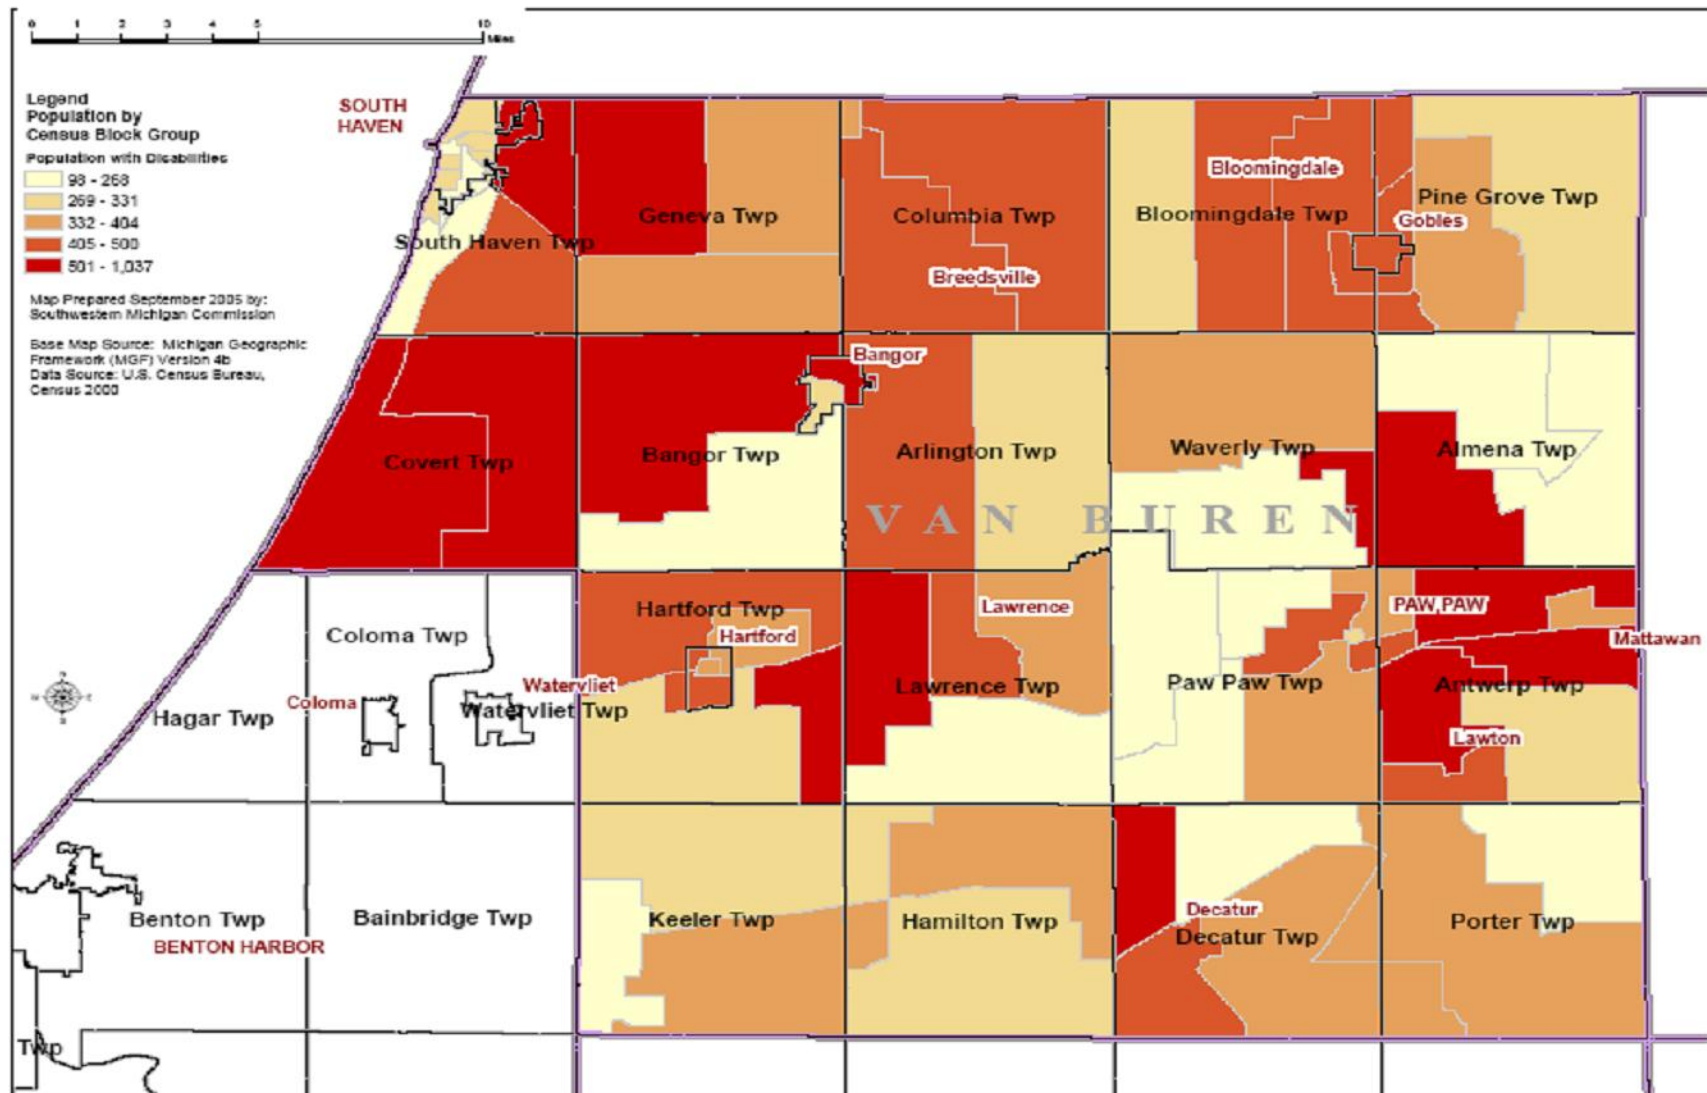 0 1 2 3 4 5 10
Miles
Legend
Population by
Census Block Group
Population with Disabilities
98 - 268
269 - 331
332 - 404
405 - 500
501 - 1,037
Map Prepared September 2005 by:
Southwestern Michigan Commission
Base Map Source: Michigan Geographic
Framework (MGF) Version 4b
Data Source: U.S. Census Bureau,
Census 2000
SOUTH
HAVEN
Bloomingdale
Pine Grove Twp
Geneva Twp
Columbia Twp
Bloomingdale Twp
Gobles
South Haven Twp
Breedsville
Bangor
Covert Twp
Bangor Twp
Arlington Twp
Waverly Twp
Almena Twp
VAN BUREN
Hartford Twp
Lawrence
PAW PAW
Coloma Twp
Hartford
Mattawan
Watervliet
Lawrence Twp
Paw Paw Twp
Antwerp Twp
Coloma
Hagar Twp
Watervliet Twp
Lawton
Benton Twp
Bainbridge Twp
Keeler Twp
Hamilton Twp
Decatur
Decatur Twp
Porter Twp
BENTON HARBOR
Twp
N
W
E
S